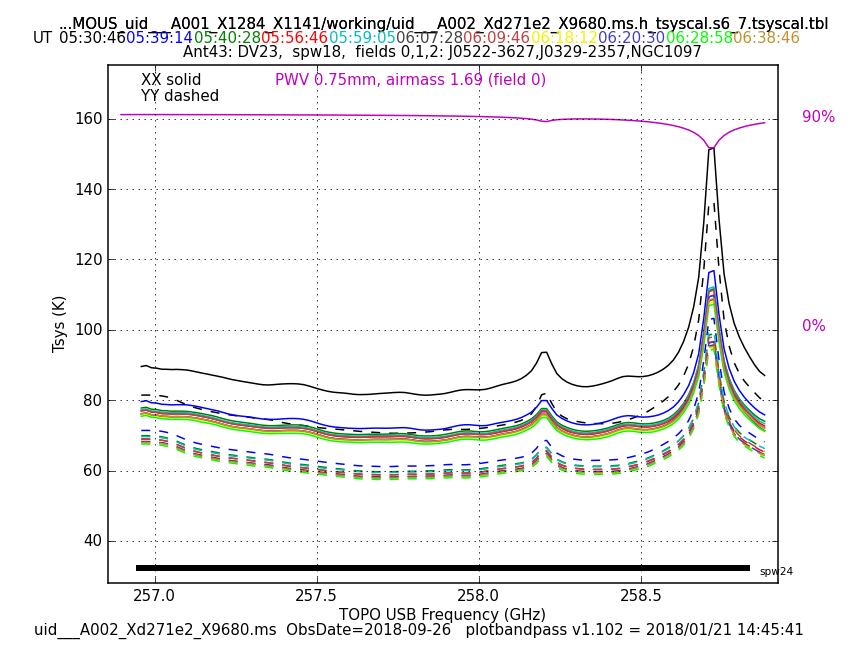 ...MOUS_uid___A001_X1284_X1141/working/uid___A002_Xd271e2_X9680.ms.h_tsyscal.s6_7.tsyscal.tbl
UT 05:30:46 05:39:14 05:40:28 05:56:46 05:59:05 06:07:28 06:09:46 06:18:12 06:20:30 06:28:58 06:38:46
Ant43: DV23,  spw18,  fields 0,1,2: J0522-3627,J0329-2357,NGC1097
XX solid
PWV 0.75mm, airmass 1.69 (field 0)
YY dashed
160
90%
140
120
Tsys (K)
100
0%
80
60
40
spw24
257.0 257.5 258.0 258.5
TOPO USB Frequency (GHz)
uid___A002_Xd271e2_X9680.ms  ObsDate=2018-09-26   plotbandpass v1.102 = 2018/01/21 14:45:41